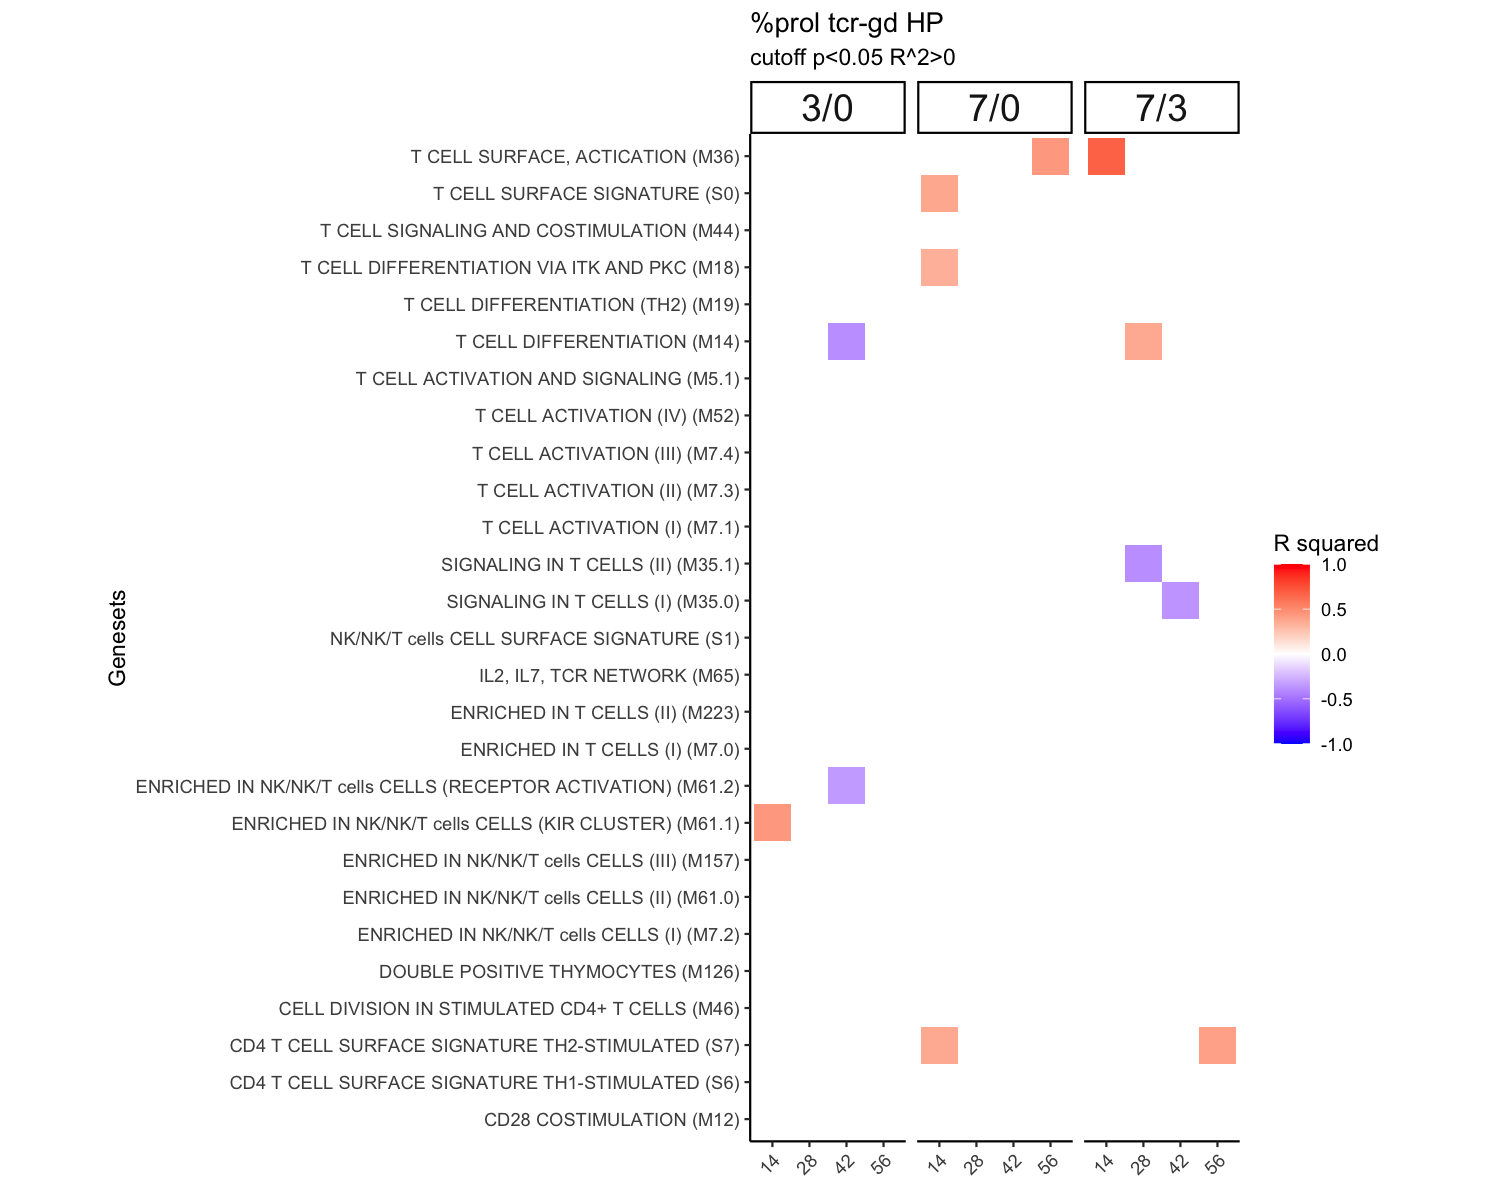 %prol tcr-gd HP
cutoff p<0.05 R^2>0
3/0 7/0 7/3
T CELL SURFACE, ACTICATION (M36)
T CELL SURFACE SIGNATURE (S0)
T CELL SIGNALING AND COSTIMULATION (M44)
T CELL DIFFERENTIATION VIA ITK AND PKC (M18)
T CELL DIFFERENTIATION (TH2) (M19)
T CELL DIFFERENTIATION (M14)
T CELL ACTIVATION AND SIGNALING (M5.1)
T CELL ACTIVATION (IV) (M52)
T CELL ACTIVATION (III) (M7.4)
T CELL ACTIVATION (II) (M7.3)
T CELL ACTIVATION (I) (M7.1)
SIGNALING IN T CELLS (II) (M35.1)
SIGNALING IN T CELLS (I) (M35.0)
NK/NK/T cells CELL SURFACE SIGNATURE (S1)
IL2, IL7, TCR NETWORK (M65)
ENRICHED IN T CELLS (II) (M223)
ENRICHED IN T CELLS (I) (M7.0)
ENRICHED IN NK/NK/T cells CELLS (RECEPTOR ACTIVATION) (M61.2)
ENRICHED IN NK/NK/T cells CELLS (KIR CLUSTER) (M61.1)
ENRICHED IN NK/NK/T cells CELLS (III) (M157)
ENRICHED IN NK/NK/T cells CELLS (II) (M61.0)
ENRICHED IN NK/NK/T cells CELLS (I) (M7.2)
DOUBLE POSITIVE THYMOCYTES (M126)
CELL DIVISION IN STIMULATED CD4+ T CELLS (M46)
CD4 T CELL SURFACE SIGNATURE TH2-STIMULATED (S7)
CD4 T CELL SURFACE SIGNATURE TH1-STIMULATED (S6)
CD28 COSTIMULATION (M12)
Genesets
14 28 42 56 14 28 42 56 14 28 42 56
R squared
1.0
0.5
0.0
-0.5
-1.0